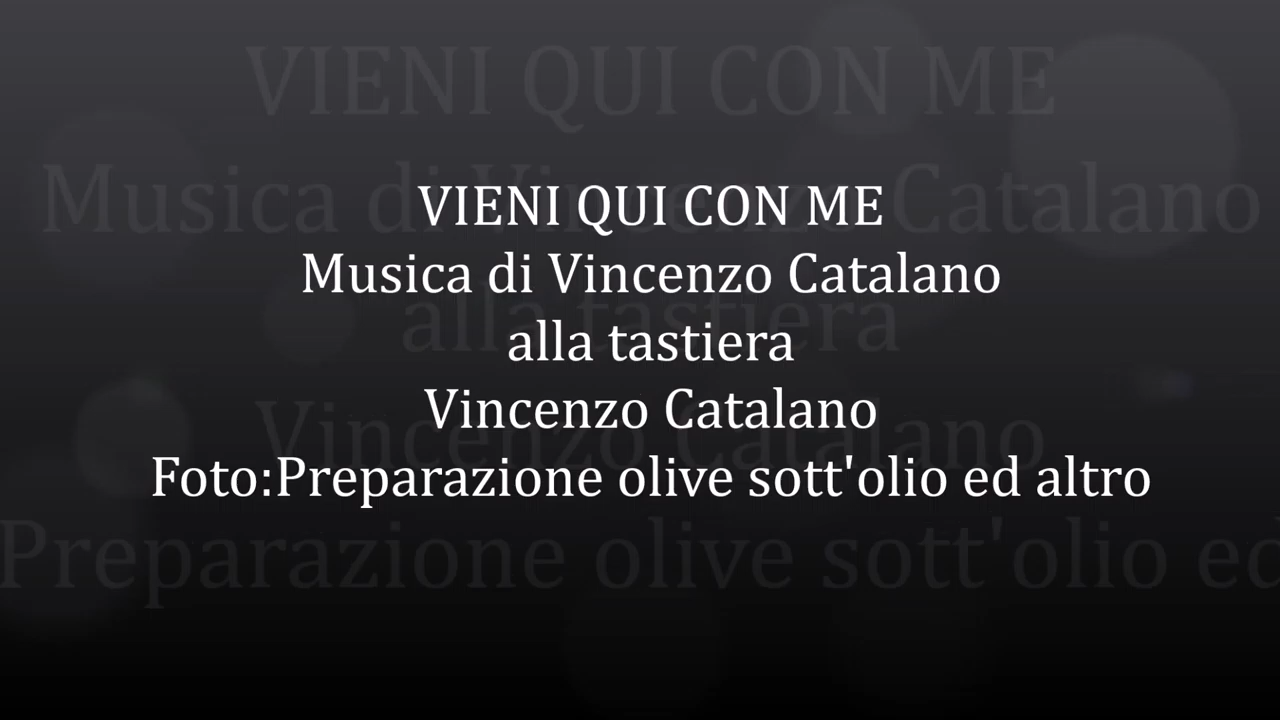 VIENI QUI CON ME
Musica di Vincenzo Catalano
alla tastiera
Vincenzo Catalano
Foto:Preparazione olive sott'olio ed altro